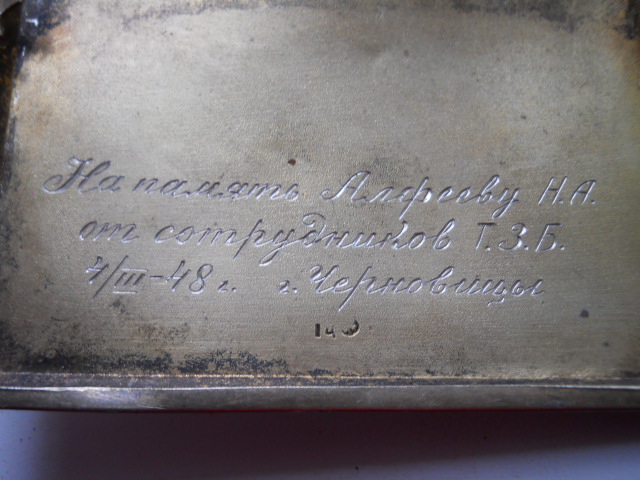 На память Алфееву Н.А.
от сотрудников Т.З.Б.
4/III-48 г. г. Черновицы